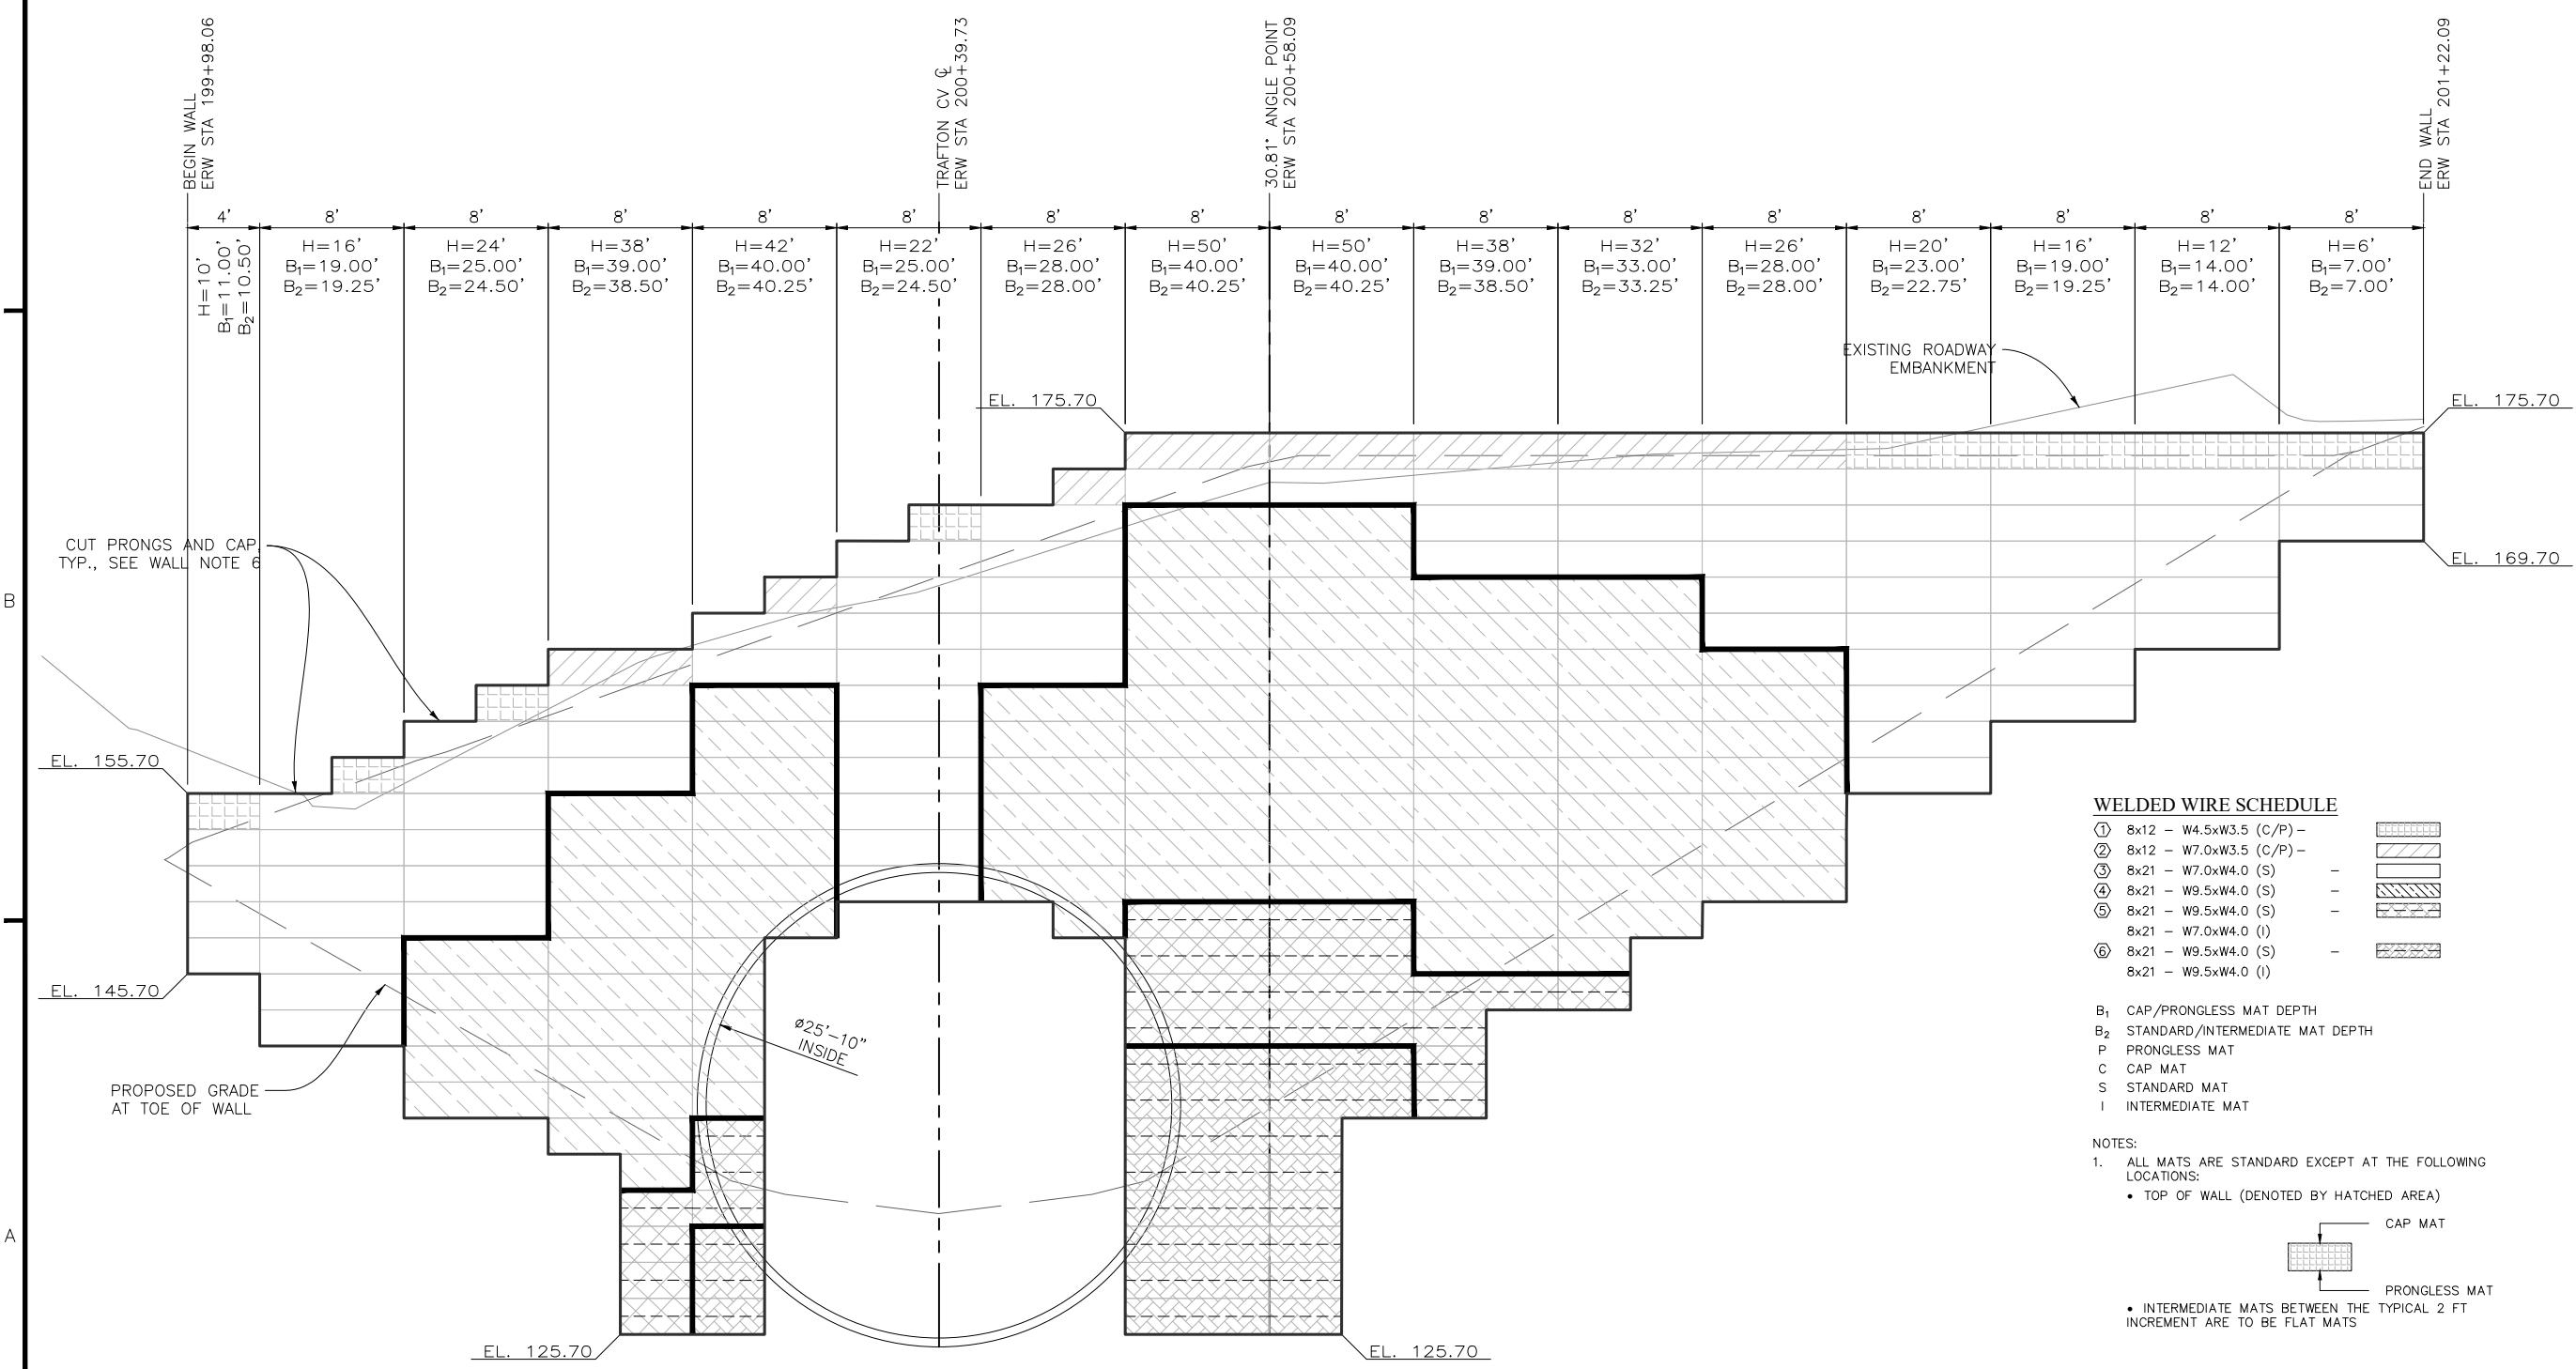 BEGIN WALL
ERW STA 199+98.06
TRAFTON CV ℄
ERW STA 200+39.73
30.81° ANGLE POINT
ERW STA 200+58.09
END WALL
ERW STA 201+22.09
4' 8' 8' 8' 8' 8' 8' 8' 8' 8' 8' 8' 8' 8' 8' 8'
H=10'
B₁=11.00'
B₂=10.50'
H=16'
B₁=19.00'
B₂=19.25'
H=24'
B₁=25.00'
B₂=24.50'
H=38'
B₁=39.00'
B₂=38.50'
H=42'
B₁=40.00'
B₂=40.25'
H=22'
B₁=25.00'
B₂=24.50'
H=26'
B₁=28.00'
B₂=28.00'
H=50'
B₁=40.00'
B₂=40.25'
H=50'
B₁=40.00'
B₂=40.25'
H=38'
B₁=39.00'
B₂=38.50'
H=32'
B₁=33.00'
B₂=33.25'
H=26'
B₁=28.00'
B₂=28.00'
H=20'
B₁=23.00'
B₂=22.75'
H=16'
B₁=19.00'
B₂=19.25'
H=12'
B₁=14.00'
B₂=14.00'
H=6'
B₁=7.00'
B₂=7.00'
EXISTING ROADWAY
EMBANKMENT
EL. 175.70
EL. 175.70
CUT PRONGS AND CAP,
TYP., SEE WALL NOTE 6
EL. 169.70
B
EL. 155.70
EL. 145.70
ø25'-10"
INSIDE
PROPOSED GRADE
AT TOE OF WALL
A
EL. 125.70
EL. 125.70
WELDED WIRE SCHEDULE
1 8x12 - W4.5xW3.5 (C/P) -
2 8x12 - W7.0xW3.5 (C/P) -
3 8x21 - W7.0xW4.0 (S) -
4 8x21 - W9.5xW4.0 (S) -
5 8x21 - W9.5xW4.0 (S) -
8x21 - W7.0xW4.0 (I)
6 8x21 - W9.5xW4.0 (S) -
8x21 - W9.5xW4.0 (I)
B₁ CAP/PRONGLESS MAT DEPTH
B₂ STANDARD/INTERMEDIATE MAT DEPTH
P PRONGLESS MAT
C CAP MAT
S STANDARD MAT
I INTERMEDIATE MAT
NOTES:
1. ALL MATS ARE STANDARD EXCEPT AT THE FOLLOWING
LOCATIONS:
• TOP OF WALL (DENOTED BY HATCHED AREA)
CAP MAT
PRONGLESS MAT
• INTERMEDIATE MATS BETWEEN THE TYPICAL 2 FT
INCREMENT ARE TO BE FLAT MATS